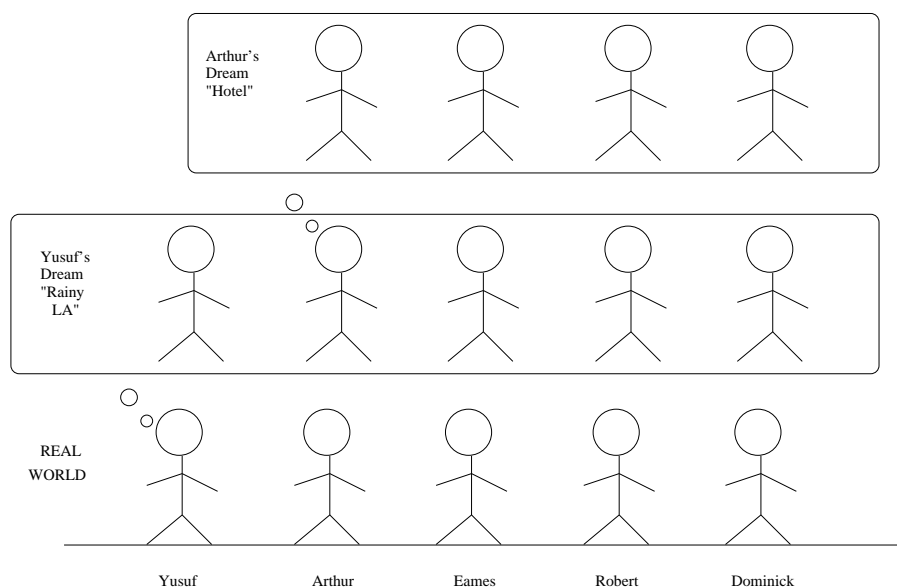 Arthur's
Dream
"Hotel"
Yusuf's
Dream
"Rainy
LA"
REAL
WORLD
Yusuf Arthur Eames Robert Dominick